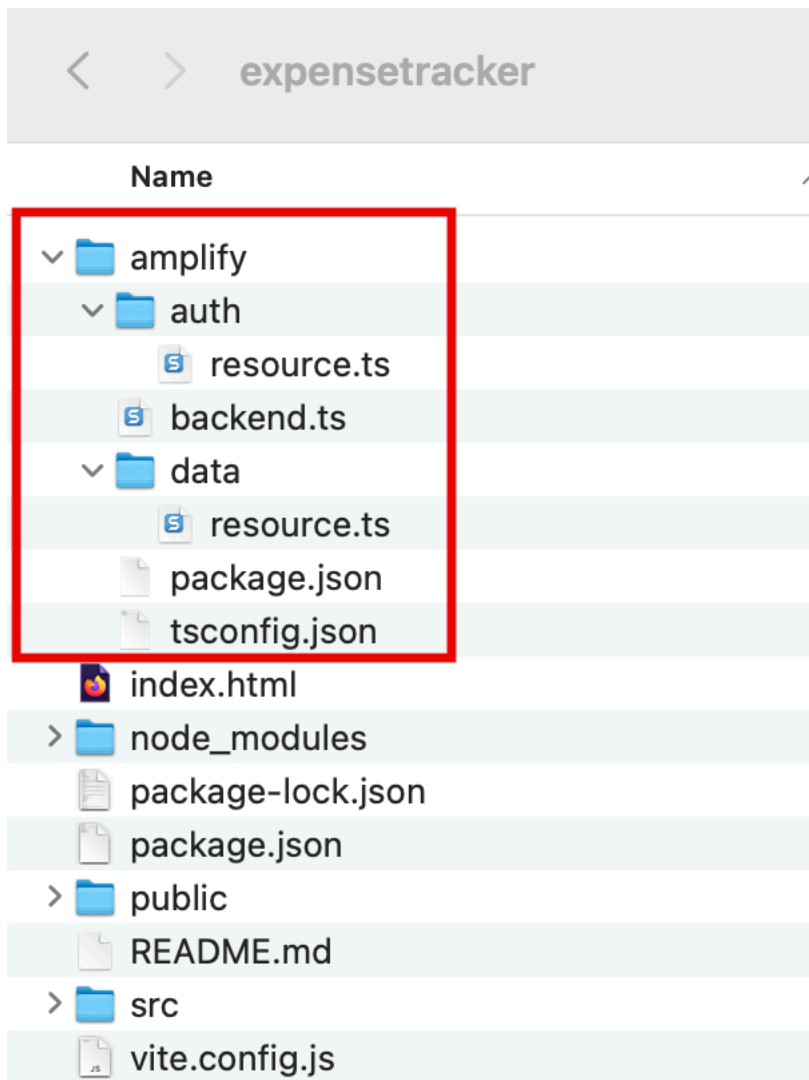 expensetracker
Name
amplify
auth
resource.ts
backend.ts
data
resource.ts
package.json
tsconfig.json
index.html
node_modules
package-lock.json
package.json
public
README.md
src
vite.config.js